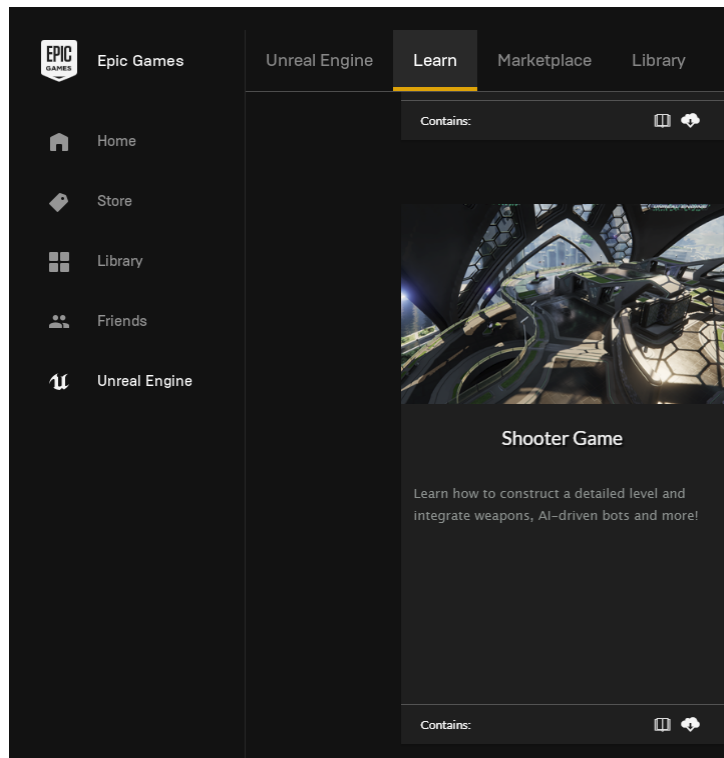 EPIC
GAMES
Epic Games
Home
Store
Library
Friends
Unreal Engine
Unreal Engine Learn Marketplace Library
Contains:
Shooter Game
Learn how to construct a detailed level and
integrate weapons, AI-driven bots and more!
Contains: